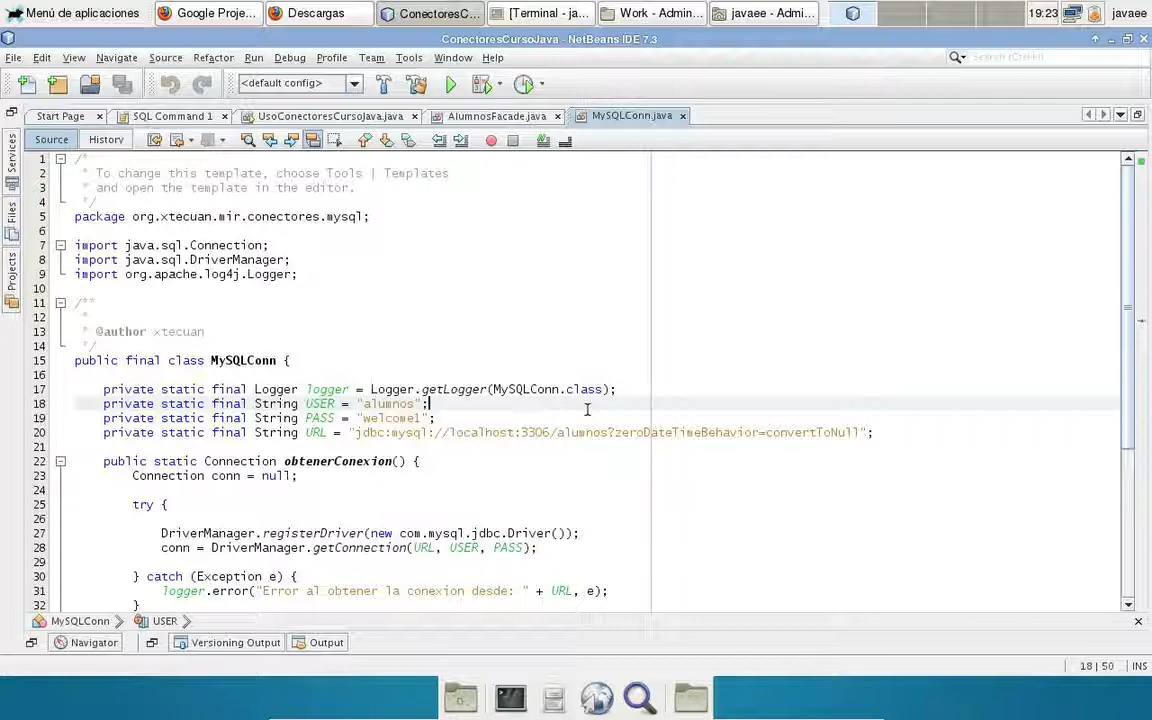 Menú de aplicaciones
Google Proje...
Descargas
ConectoresC...
[Terminal - ja...
Work - Admin...
javaee - Admi...
19:23
javaee
ConectoresCursoJava - NetBeans IDE 7.3
File Edit View Navigate Source Refactor Run Debug Profile Team Tools Window Help
Search (Ctrl+I)
<default config>
Start Page
SQL Command 1
UsoConectoresCursoJava.java
AlumnosFacade.java
MySQLConn.java
Source History
Services
Files
Projects
1 /*
2 * To change this template, choose Tools | Templates
3 * and open the template in the editor.
4 */
5 package org.xtecuan.mir.conectores.mysql;
6
7 import java.sql.Connection;
8 import java.sql.DriverManager;
9 import org.apache.log4j.Logger;
10
11 /**
12 *
13 * @author xtecuan
14 */
15 public final class MySQLConn {
16
17 private static final Logger logger = Logger.getLogger(MySQLConn.class);
18 private static final String USER = "alumnos";
19 private static final String PASS = "welcome1";
20 private static final String URL = "jdbc:mysql://localhost:3306/alumnos?zeroDateTimeBehavior=convertToNull";
21
22 public static Connection obtenerConexion() {
23 Connection conn = null;
24
25 try {
26
27 DriverManager.registerDriver(new com.mysql.jdbc.Driver());
28 conn = DriverManager.getConnection(URL, USER, PASS);
29
30 } catch (Exception e) {
31 logger.error("Error al obtener la conexion desde: " + URL, e);
32 }
MySQLConn
USER
Navigator
Versioning Output
Output
18 | 50
INS